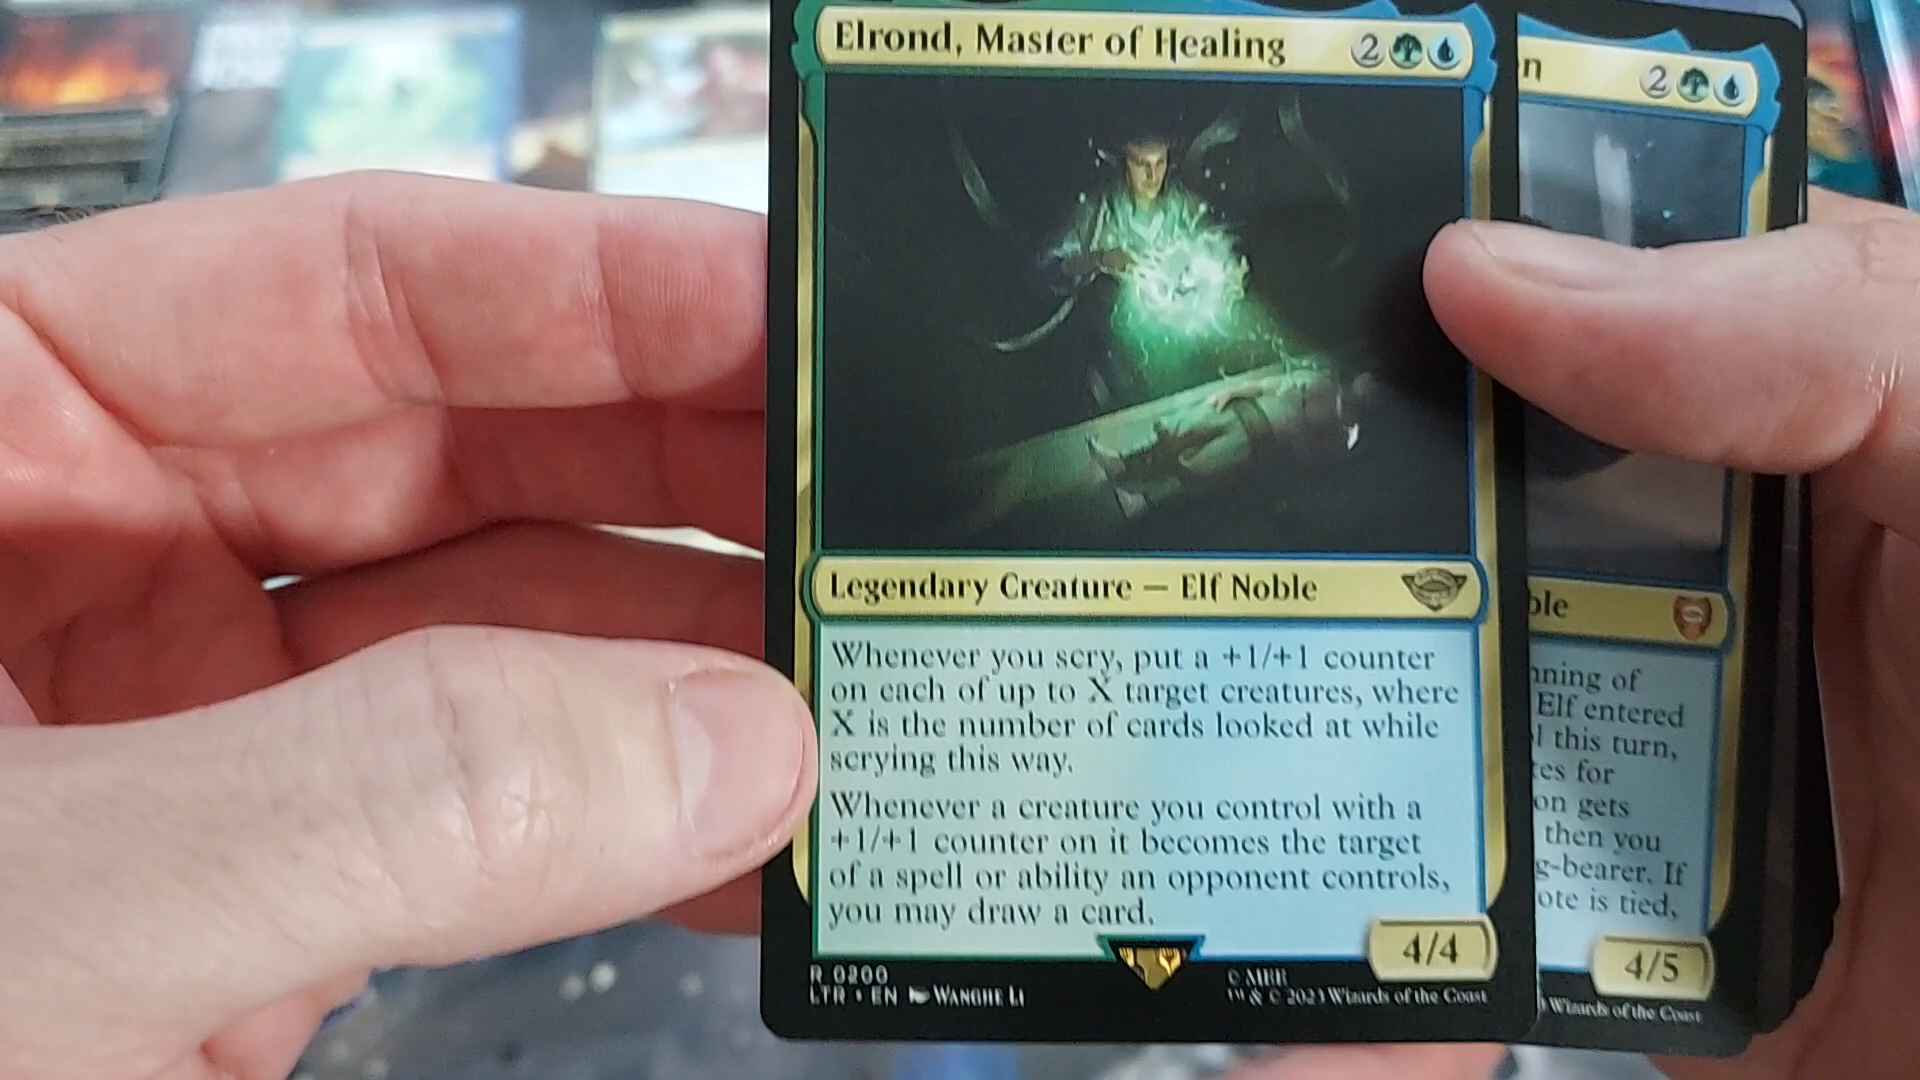 Elrond, Master of Healing 2
Legendary Creature — Elf Noble
Whenever you scry, put a +1/+1 counter
on each of up to X target creatures, where
X is the number of cards looked at while
scrying this way.
Whenever a creature you control with a
+1/+1 counter on it becomes the target
of a spell or ability an opponent controls,
you may draw a card.
4/4
R 0200
LTR • EN WANGJIE LI
© MEE
™ & © 2023 Wizards of the Coast
n 2
ble
nning of
Elf entered
l this turn,
tes for
on gets
then you
g-bearer. If
ote is tied,
4/5
Wizards of the Coast